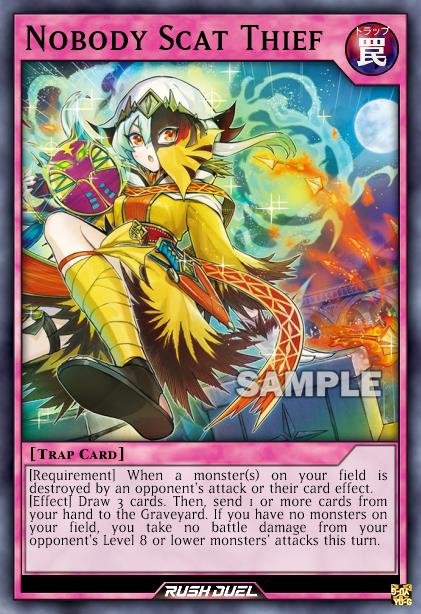 Nobody Scat Thief
トラップ
罠
SAMPLE
[Trap Card]
[Requirement] When a monster(s) on your field is
destroyed by an opponent's attack or their card effect.
[Effect] Draw 3 cards. Then, send 1 or more cards from
your hand to the Graveyard. If you have no monsters on
your field, you take no battle damage from your
opponent's Level 8 or lower monsters' attacks this turn.
RUSH DUEL